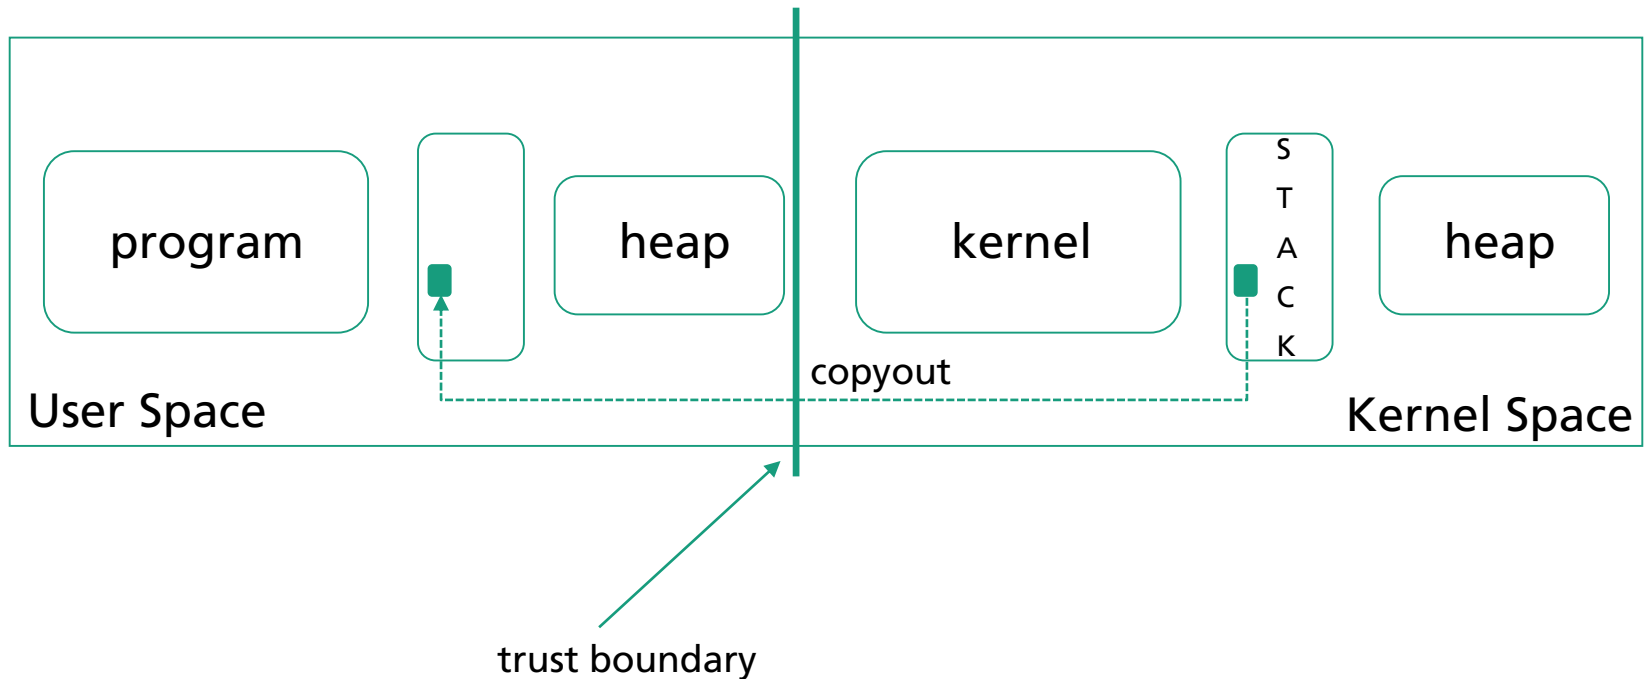 program
heap
kernel
S
T
A
C
K
heap
copyout
User Space
Kernel Space
trust boundary